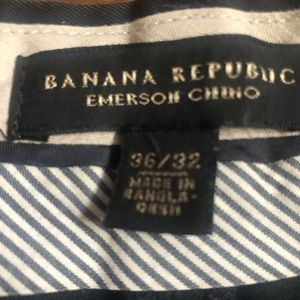 BANANA REPUBLIC
EMERSON CHINO
36/32
MADE IN
BANGLA-
DESH